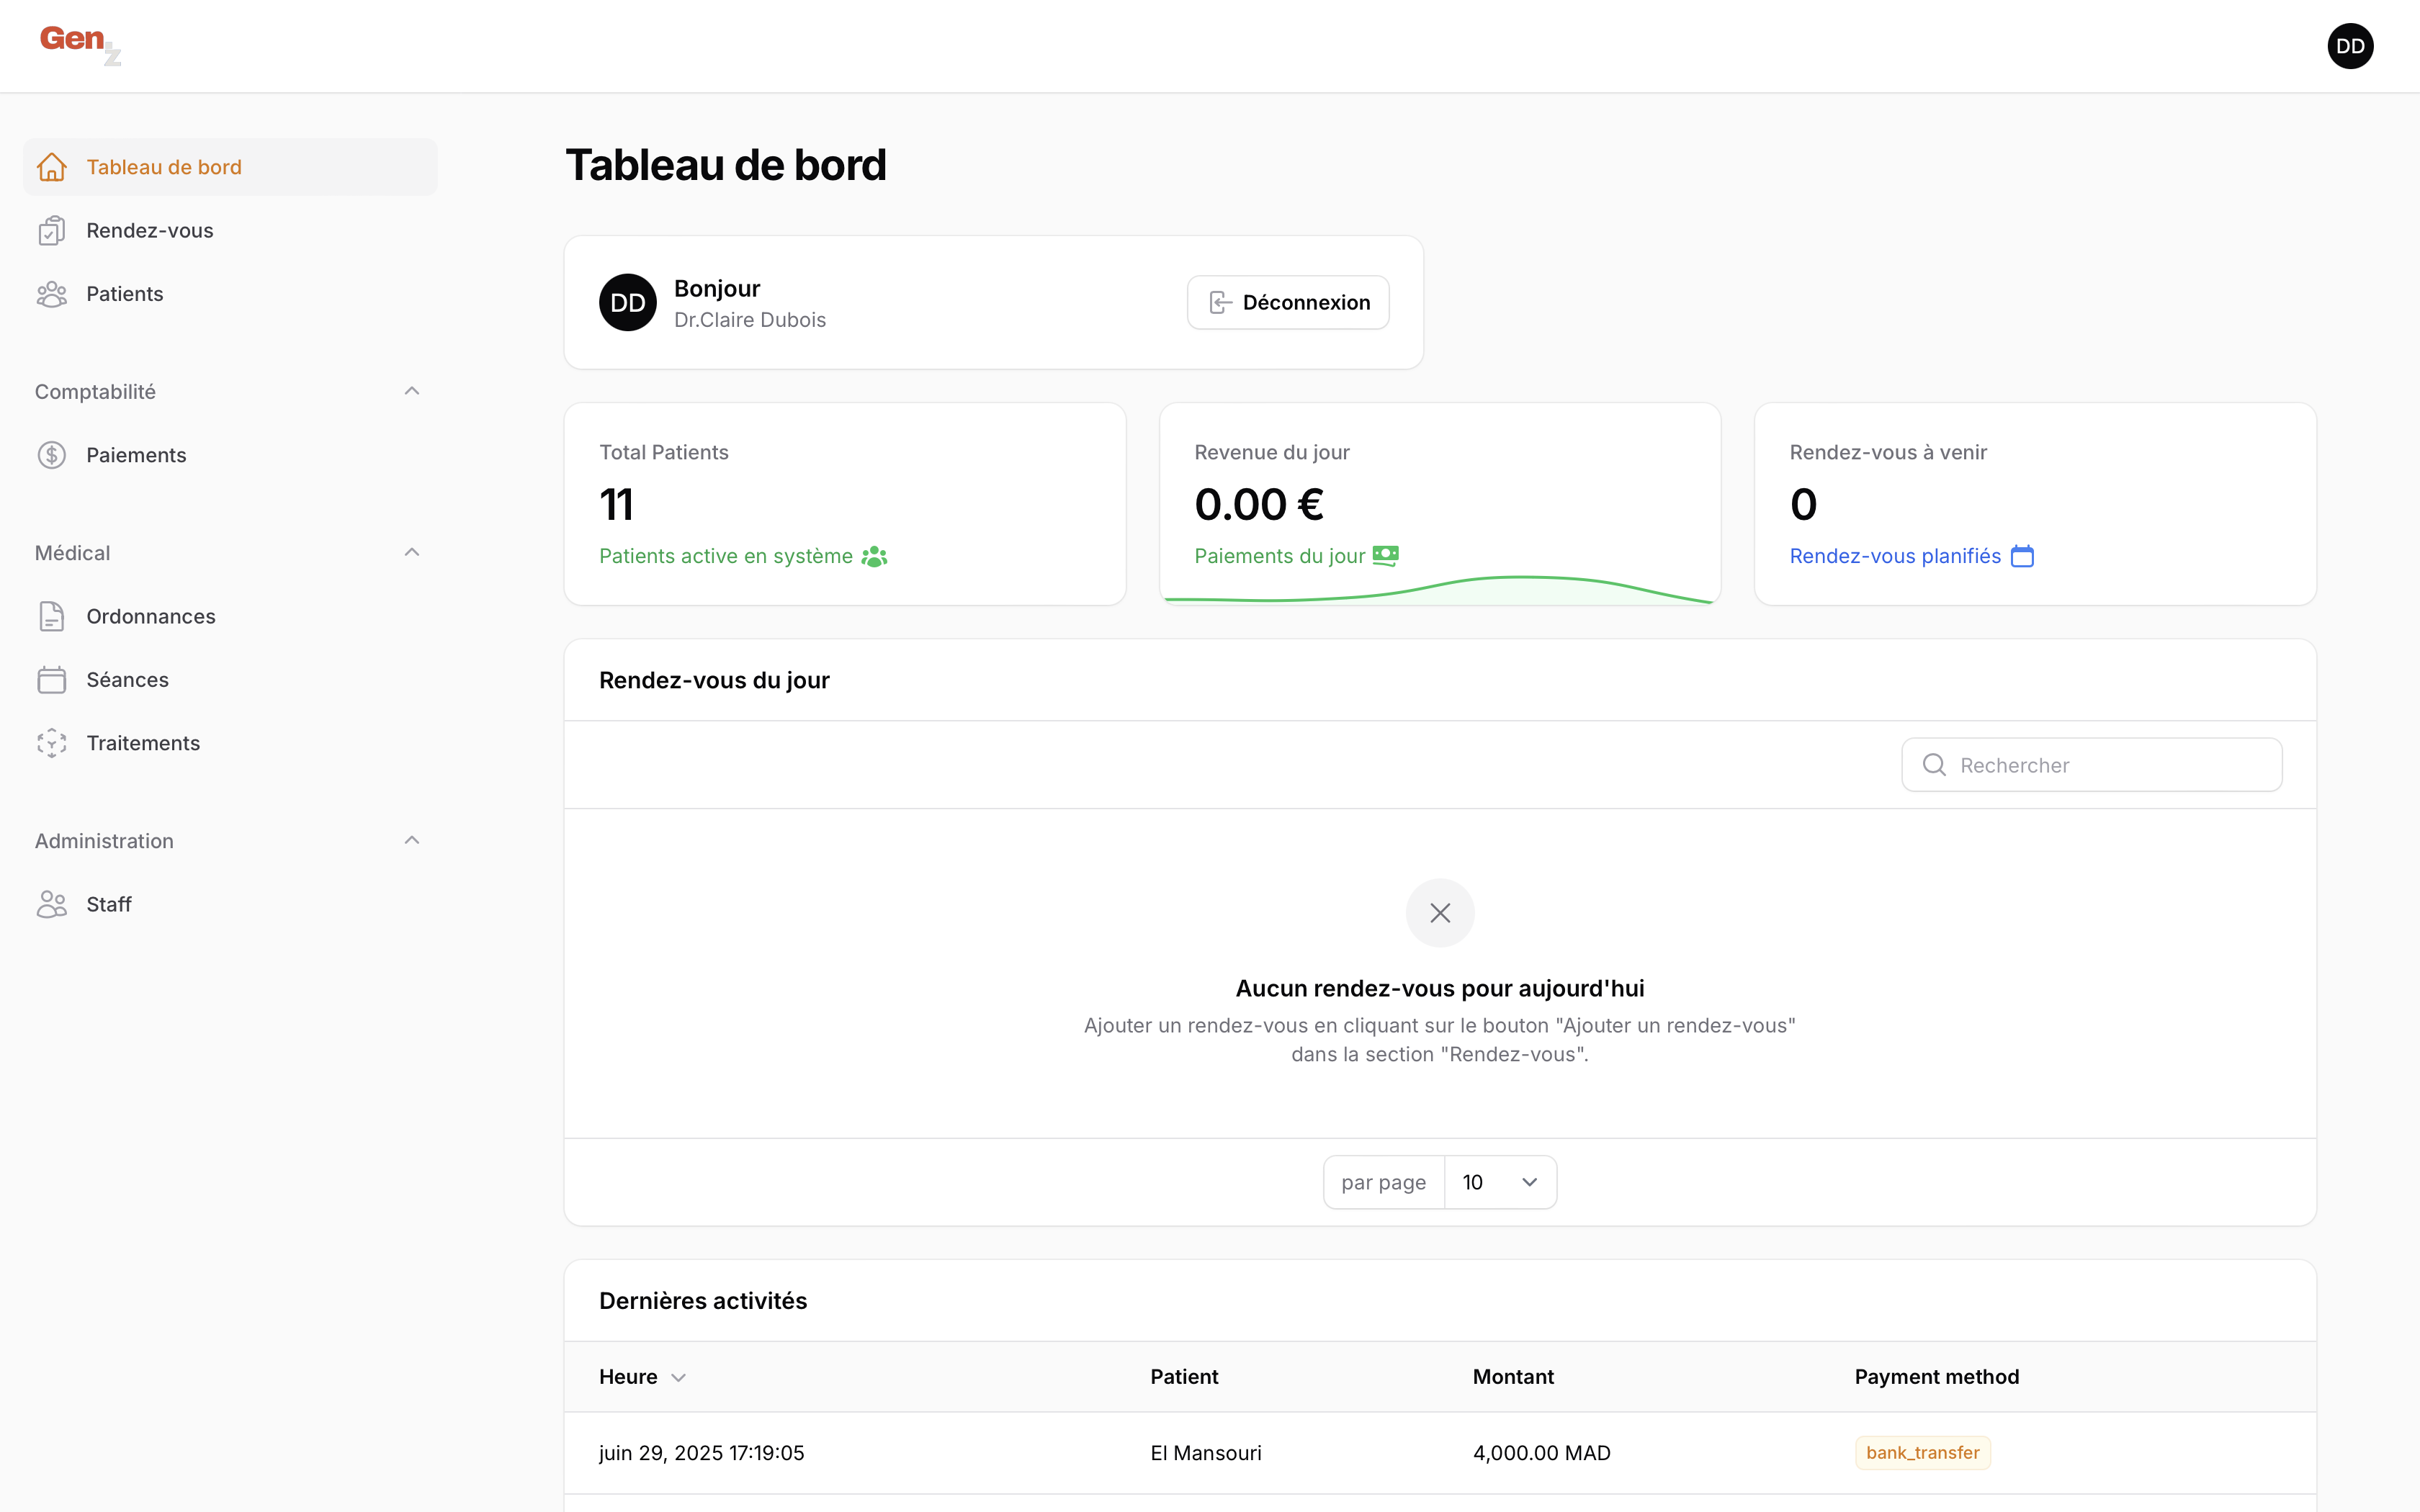 Gen
z
DD
Tableau de bord
Rendez-vous
Patients
Comptabilité
Paiements
Médical
Ordonnances
Séances
Traitements
Administration
Staff
Tableau de bord
DD
Bonjour
Dr.Claire Dubois
Déconnexion
Total Patients
11
Patients active en système
Revenue du jour
0.00 €
Paiements du jour
Rendez-vous à venir
0
Rendez-vous planifiés
Rendez-vous du jour
Rechercher
Aucun rendez-vous pour aujourd'hui
Ajouter un rendez-vous en cliquant sur le bouton "Ajouter un rendez-vous"
dans la section "Rendez-vous".
par page 10
Dernières activités
Heure Patient Montant Payment method
juin 29, 2025 17:19:05 El Mansouri 4,000.00 MAD bank_transfer